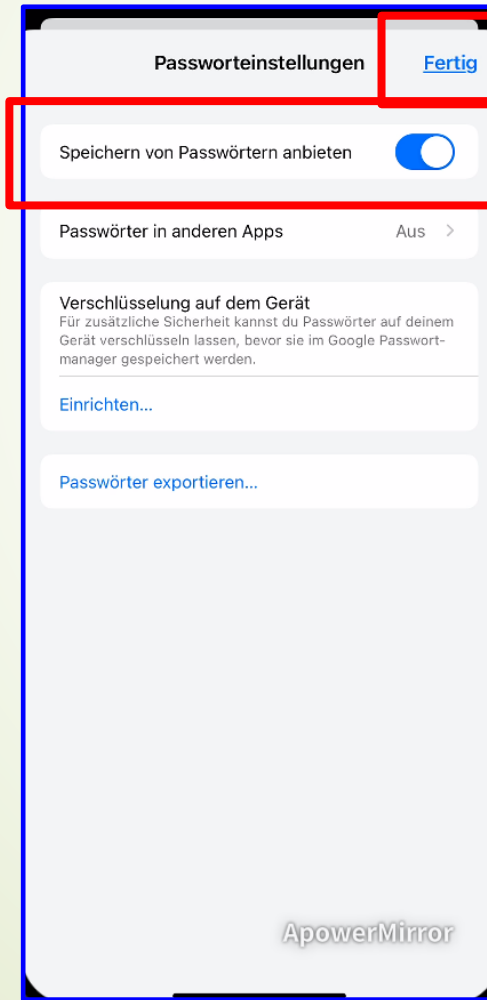 Passworteinstellungen
Fertig
Speichern von Passwörtern anbieten
Passwörter in anderen Apps Aus
Verschlüsselung auf dem Gerät
Für zusätzliche Sicherheit kannst du Passwörter auf deinem
Gerät verschlüsseln lassen, bevor sie im Google Passwort-
manager gespeichert werden.
Einrichten...
Passwörter exportieren...
ApowerMirror